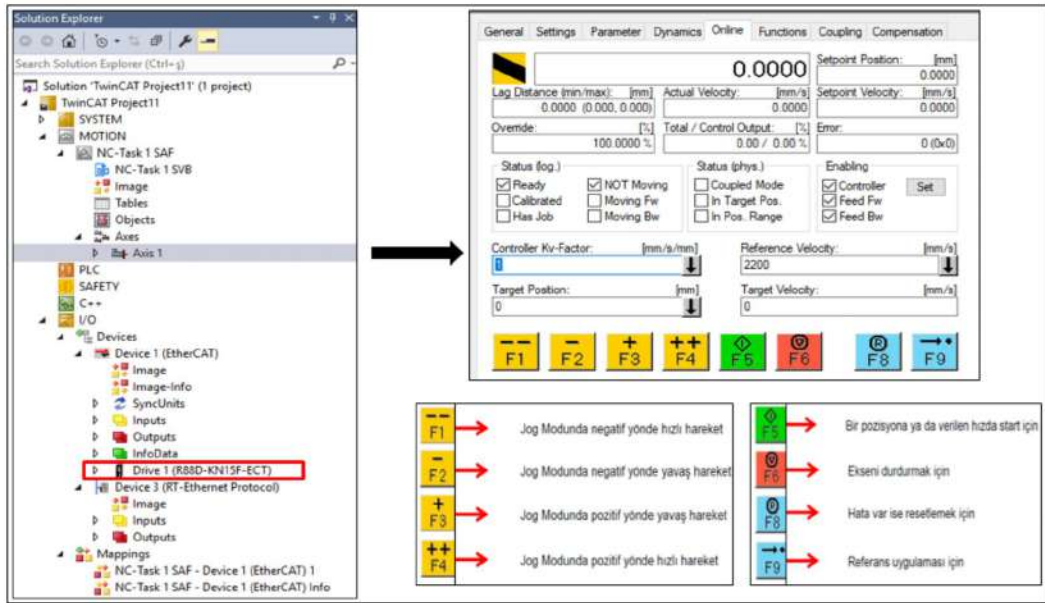 Solution Explorer
Search Solution Explorer (Ctrl+ş)
Solution 'TwinCAT Project11' (1 project)
TwinCAT Project11
SYSTEM
MOTION
NC-Task 1 SAF
NC-Task 1 SVB
Image
Tables
Objects
Axes
Axis 1
PLC
SAFETY
C++
I/O
Devices
Device 1 (EtherCAT)
Image
Image-Info
SyncUnits
Inputs
Outputs
InfoData
Drive 1 (R88D-KN15F-ECT)
Device 3 (RT-Ethernet Protocol)
Image
Inputs
Outputs
Mappings
NC-Task 1 SAF - Device 1 (EtherCAT) 1
NC-Task 1 SAF - Device 1 (EtherCAT) Info
General Settings Parameter Dynamics Online Functions Coupling Compensation
0.0000
Setpoint Position: [mm]
0.0000
Lag Distance (min/max): [mm] Actual Velocity: [mm/s] Setpoint Velocity: [mm/s]
0.0000 (0.000, 0.000) 0.0000 0.0000
Override: [%] Total / Control Output: [%] Error:
100.0000 % 0.00 / 0.00 % 0 (0x0)
Status (log.) Status (phys.) Enabling
Ready NOT Moving Coupled Mode Controller Set
Calibrated Moving Fw In Target Pos. Feed Fw
Has Job Moving Bw In Pos. Range Feed Bw
Controller Kv-Factor: [mm/s/mm] Reference Velocity: [mm/s]
1 2200
Target Position: [mm] Target Velocity: [mm/s]
0 0
-- F1 - F2 + F3 ++ F4 F5 F6 R F8 F9
-- F1 Jog Modunda negatif yönde hızlı hareket
- F2 Jog Modunda negatif yönde yavaş hareket
+ F3 Jog Modunda pozitif yönde yavaş hareket
++ F4 Jog Modunda pozitif yönde hızlı hareket
F5 Bir pozisyona ya da verilen hızda start için
F6 Ekseni durdurmak için
R F8 Hata var ise resetlemek için
F9 Referans uygulaması için